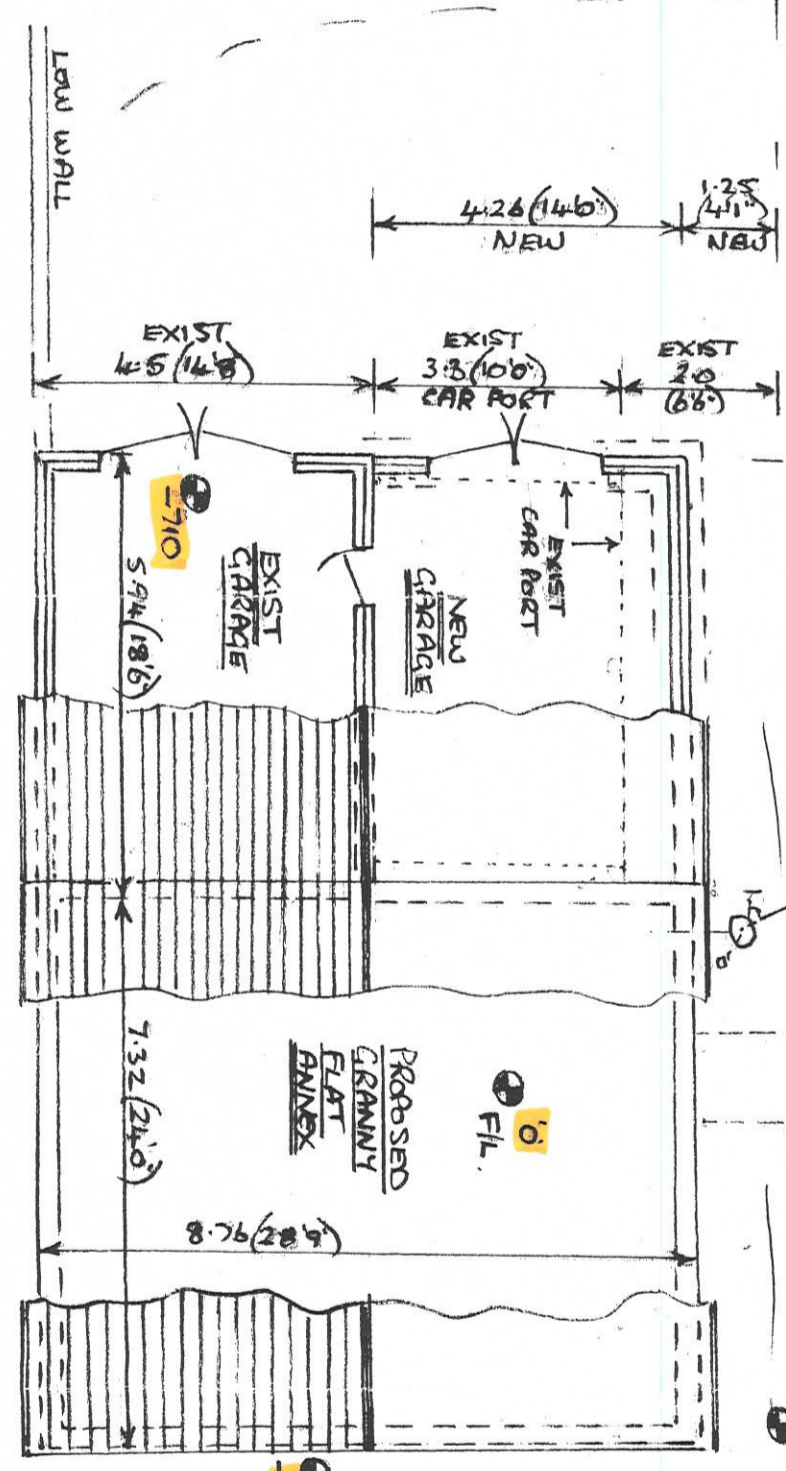 LOW WALL
4.26 (14'0")
NEW
1.25
(4'1")
NEW
EXIST
4.5 (14'8")
EXIST
3.3 (10'0")
CAR PORT
EXIST
2.0
(6'6")
-710
5.94 (18'6")
EXIST
GARAGE
NEW
GARAGE
EXIST
CAR PORT
7.32 (24'0")
PROPOSED
GRANNY
FLAT
ANNEX
'0'
F/L.
8.76 (28'9")